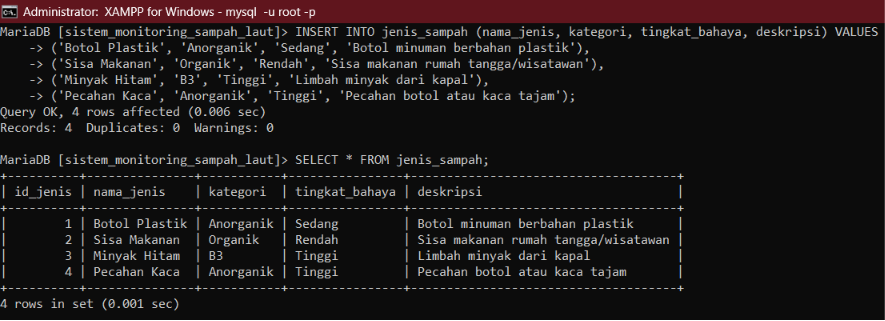 Administrator: XAMPP for Windows - mysql -u root -p
MariaDB [sistem_monitoring_sampah_laut]> INSERT INTO jenis_sampah (nama_jenis, kategori, tingkat_bahaya, deskripsi) VALUES
    -> ('Botol Plastik', 'Anorganik', 'Sedang', 'Botol minuman berbahan plastik'),
    -> ('Sisa Makanan', 'Organik', 'Rendah', 'Sisa makanan rumah tangga/wisatawan'),
    -> ('Minyak Hitam', 'B3', 'Tinggi', 'Limbah minyak dari kapal'),
    -> ('Pecahan Kaca', 'Anorganik', 'Tinggi', 'Pecahan botol atau kaca tajam');
Query OK, 4 rows affected (0.006 sec)
Records: 4  Duplicates: 0  Warnings: 0
MariaDB [sistem_monitoring_sampah_laut]> SELECT * FROM jenis_sampah;
+----------+---------------+-----------+----------------+-------------------------------------+
| id_jenis | nama_jenis    | kategori  | tingkat_bahaya | deskripsi                           |
+----------+---------------+-----------+----------------+-------------------------------------+
|        1 | Botol Plastik | Anorganik | Sedang         | Botol minuman berbahan plastik      |
|        2 | Sisa Makanan  | Organik   | Rendah         | Sisa makanan rumah tangga/wisatawan |
|        3 | Minyak Hitam  | B3        | Tinggi         | Limbah minyak dari kapal            |
|        4 | Pecahan Kaca  | Anorganik | Tinggi         | Pecahan botol atau kaca tajam       |
+----------+---------------+-----------+----------------+-------------------------------------+
4 rows in set (0.001 sec)